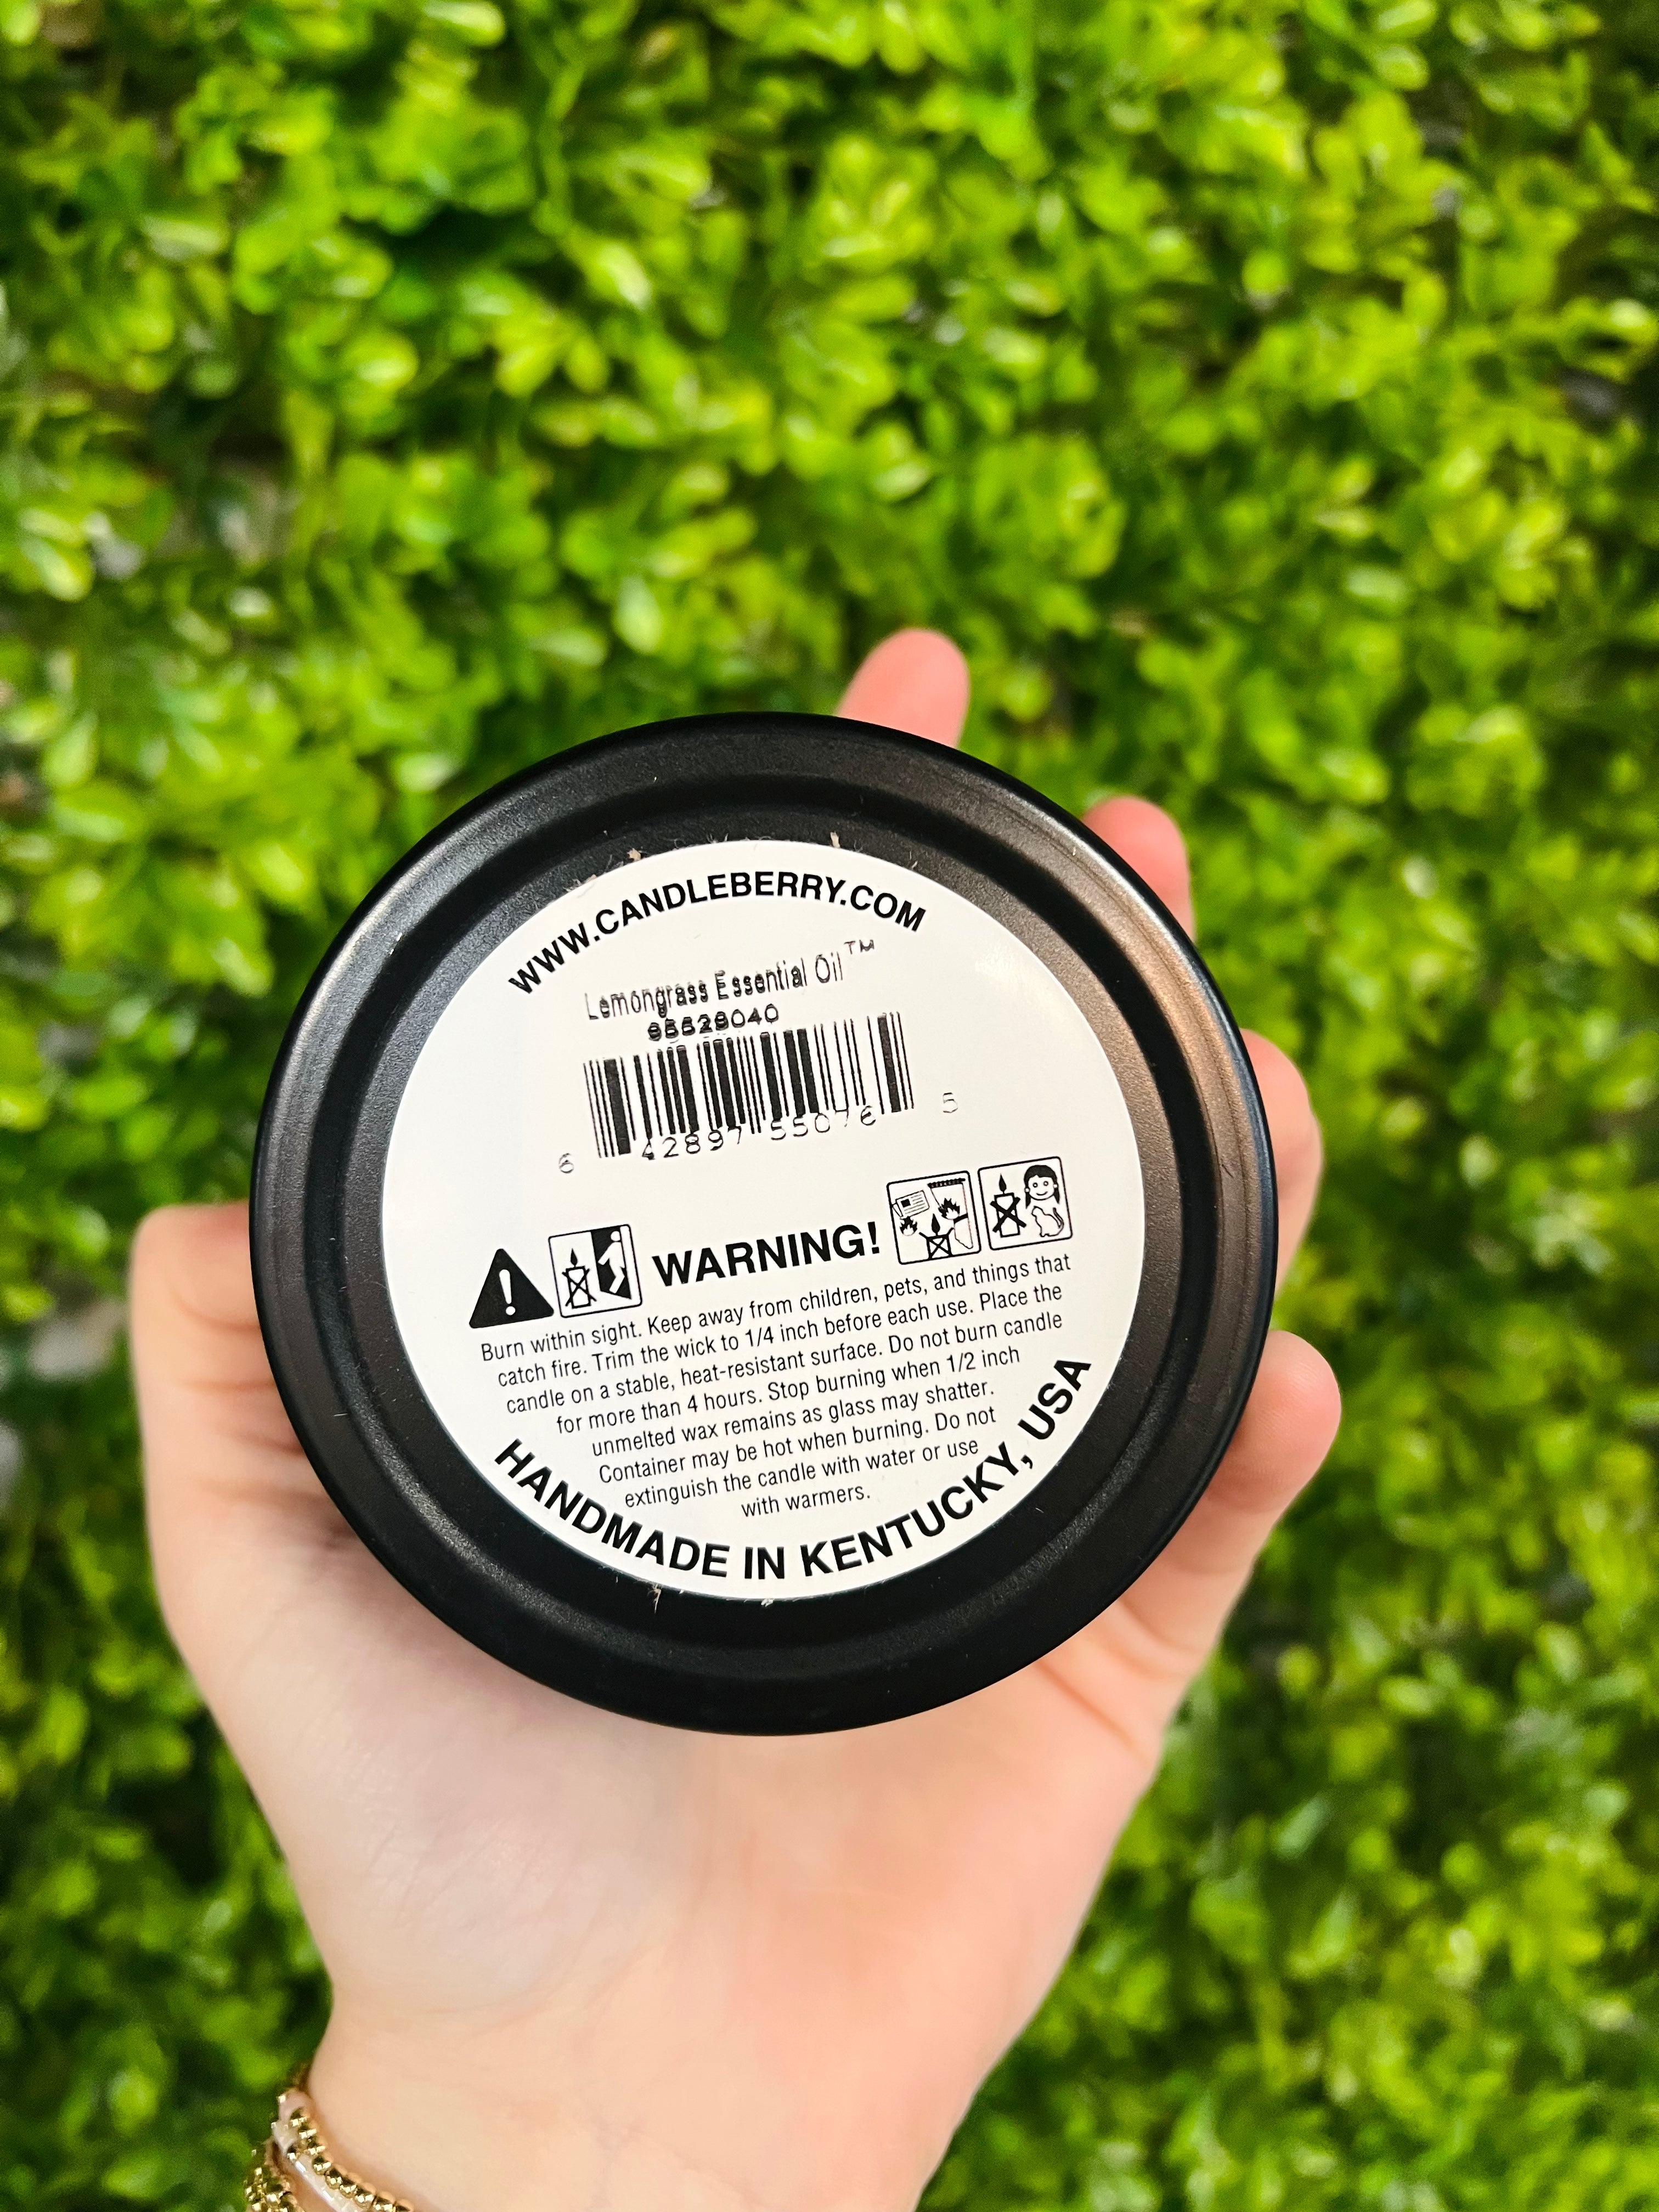 WWW.CANDLEBERRY.COM
Lemongrass Essential Oil™
6 42897 55076 5
WARNING!
Burn within sight. Keep away from children, pets, and things that
catch fire. Trim the wick to 1/4 inch before each use. Place the
candle on a stable, heat-resistant surface. Do not burn candle
for more than 4 hours. Stop burning when 1/2 inch
unmelted wax remains as glass may shatter.
Container may be hot when burning. Do not
extinguish the candle with water or use
with warmers.
HANDMADE IN KENTUCKY, USA